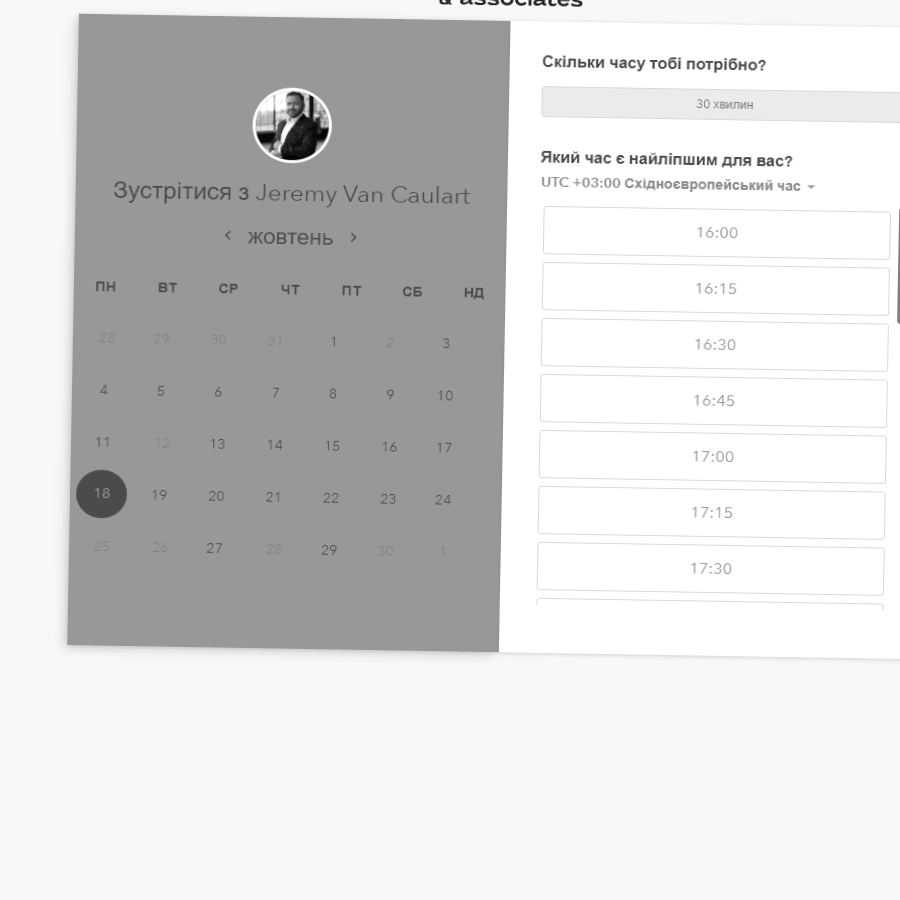 & associates
Зустрітися з Jeremy Van Caulart
жовтень
ПН ВТ СР ЧТ ПТ СБ НД
28 29 30 31 1 2 3
4 5 6 7 8 9 10
11 12 13 14 15 16 17
18 19 20 21 22 23 24
25 26 27 28 29 30 1
Скільки часу тобі потрібно?
30 хвилин
Який час є найліпшим для вас?
UTC +03:00 Східноєвропейський час
16:00
16:15
16:30
16:45
17:00
17:15
17:30